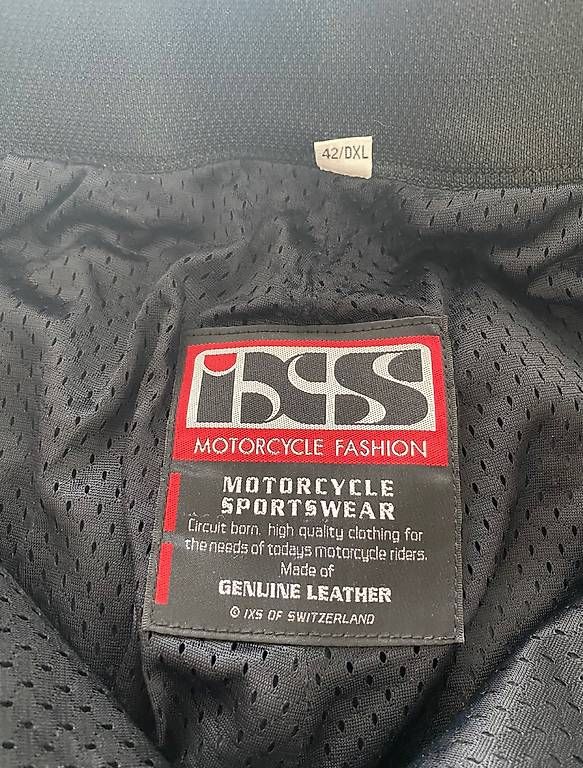 42/DXL
iXS
MOTORCYCLE FASHION
MOTORCYCLE
SPORTSWEAR
Circuit born, high quality clothing for
the needs of todays motorcycle riders.
Made of
GENUINE LEATHER
© IXS OF SWITZERLAND